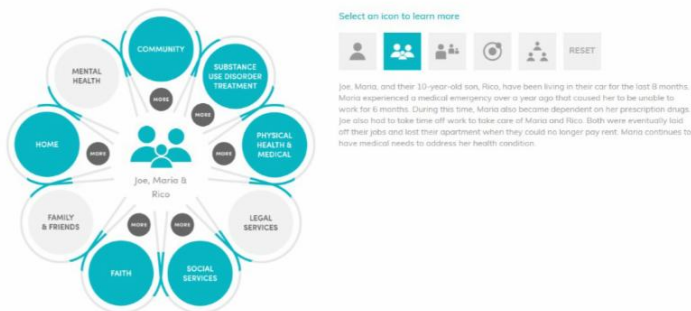 Select an icon to learn more
RESET
Joe, Maria, and their 10-year-old son, Rico, have been living in their car for the last 8 months.
Maria experienced a medical emergency over a year ago that caused her to be unable to
work for 6 months. During this time, Maria also became dependent on her prescription drugs.
Joe also had to take time off work to take care of Maria and Rico. Both were eventually laid
off their jobs and lost their apartment when they could no longer pay rent. Maria continues to
have medical needs to address her health condition.
COMMUNITY
SUBSTANCE
USE DISORDER
TREATMENT
PHYSICAL
HEALTH &
MEDICAL
LEGAL
SERVICES
SOCIAL
SERVICES
FAITH
FAMILY
& FRIENDS
HOME
MENTAL
HEALTH
MORE
MORE
MORE
MORE
MORE
MORE
Joe, Maria &
Rico